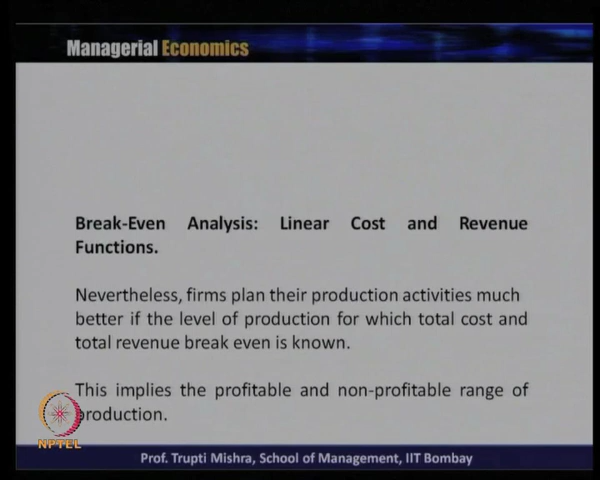 Managerial Economics
Break-Even Analysis: Linear Cost and Revenue
Functions.
Nevertheless, firms plan their production activities much
better if the level of production for which total cost and
total revenue break even is known.
This implies the profitable and non-profitable range of
production.
NPTEL
Prof. Trupti Mishra, School of Management, IIT Bombay